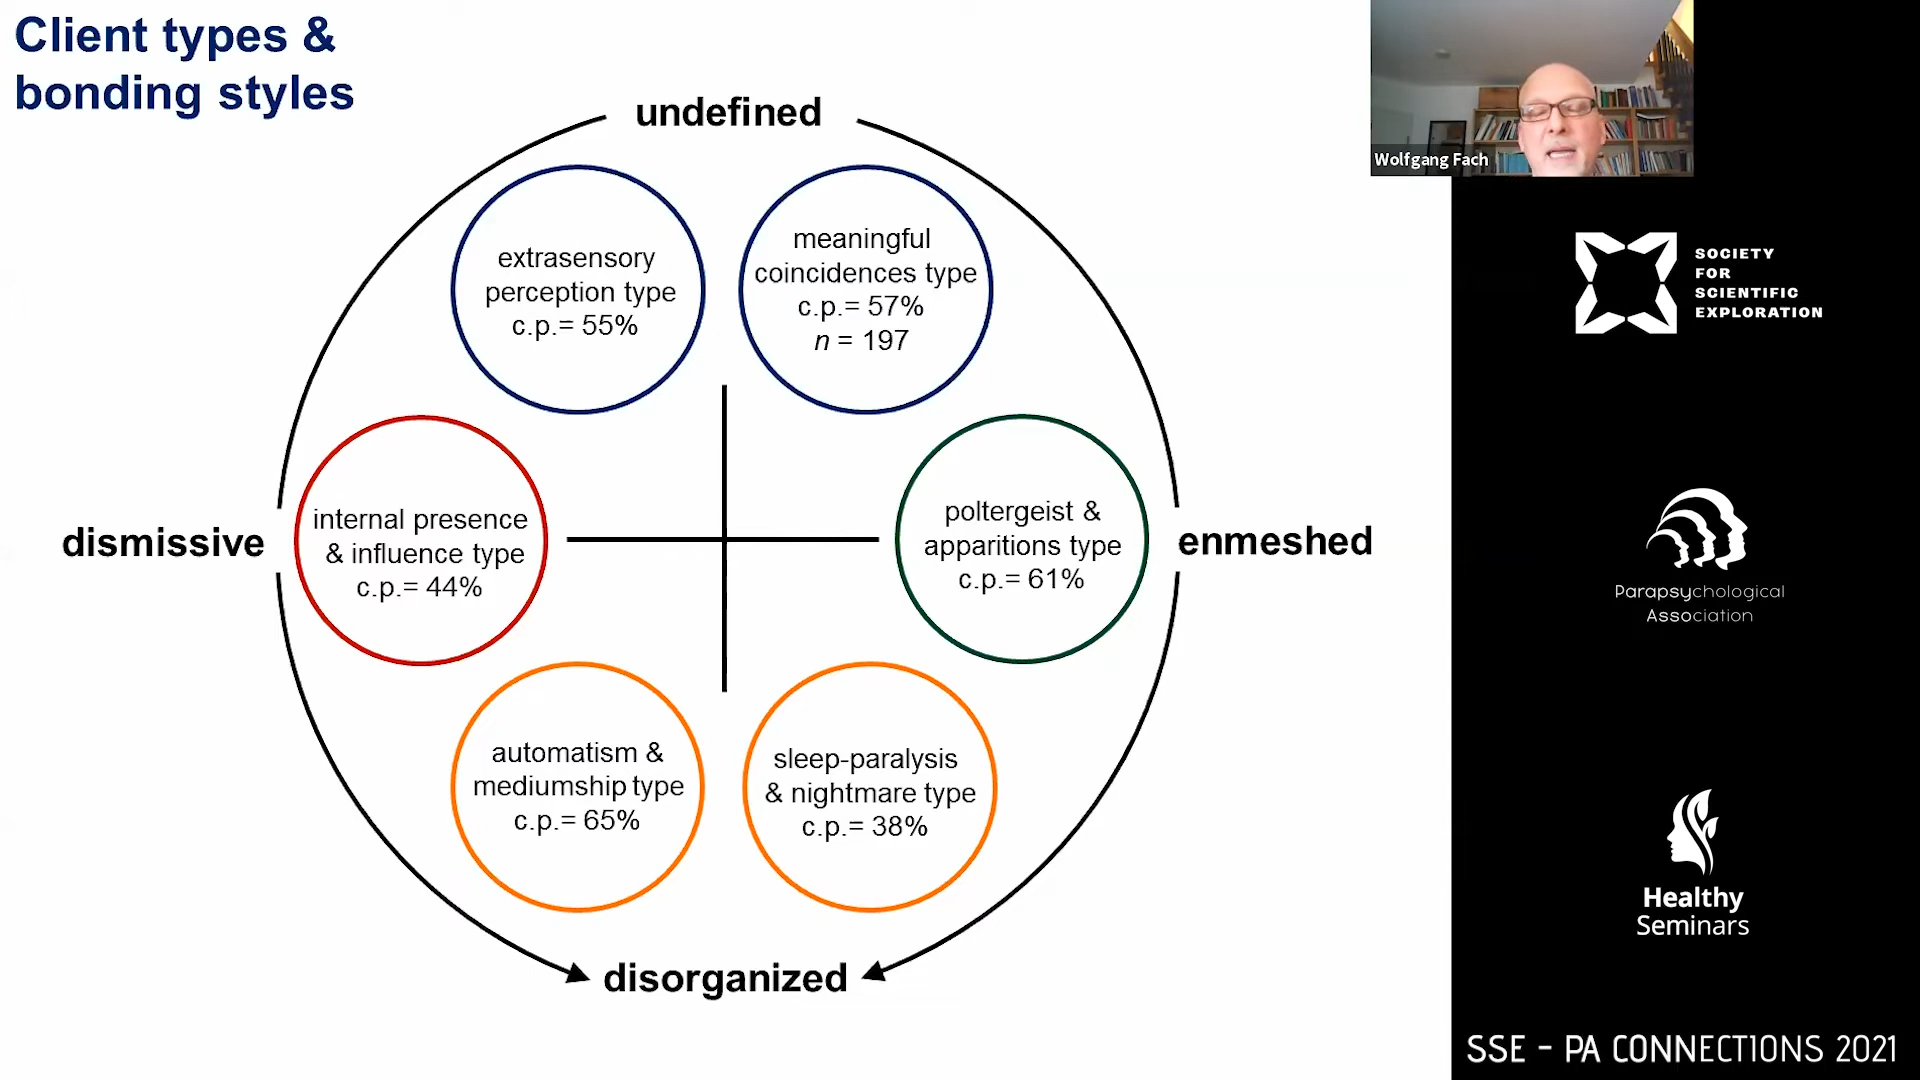 Client types &
bonding styles
undefined
extrasensory
perception type
c.p.= 55%
meaningful
coincidences type
c.p.= 57%
n = 197
dismissive
internal presence
& influence type
c.p.= 44%
poltergeist &
apparitions type
c.p.= 61%
enmeshed
automatism &
mediumship type
c.p.= 65%
sleep-paralysis
& nightmare type
c.p.= 38%
disorganized
Wolfgang Fach
SOCIETY
FOR
SCIENTIFIC
EXPLORATION
Parapsychological
Association
Healthy
Seminars
SSE - PA CONNECTIONS 2021